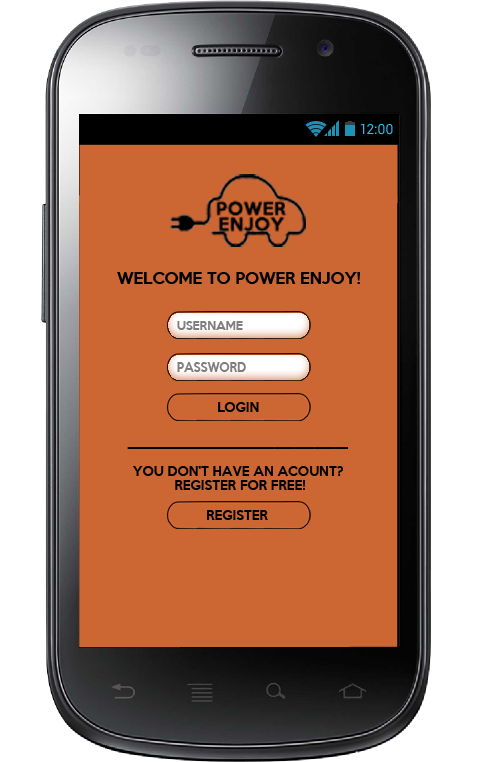 12:00
POWER
ENJOY
WELCOME TO POWER ENJOY!
USERNAME
PASSWORD
LOGIN
YOU DON'T HAVE AN ACOUNT?
REGISTER FOR FREE!
REGISTER